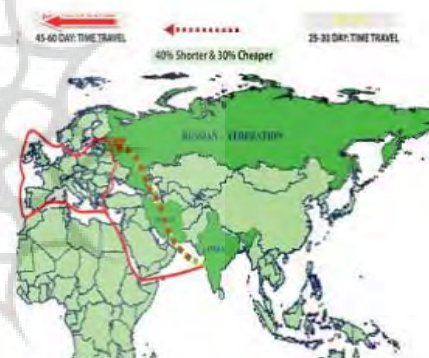 45-60 DAY: TIME TRAVEL
40% Shorter & 30% Cheaper
25-30 DAY: TIME TRAVEL
RUSSIAN FEDERATION
INDIA